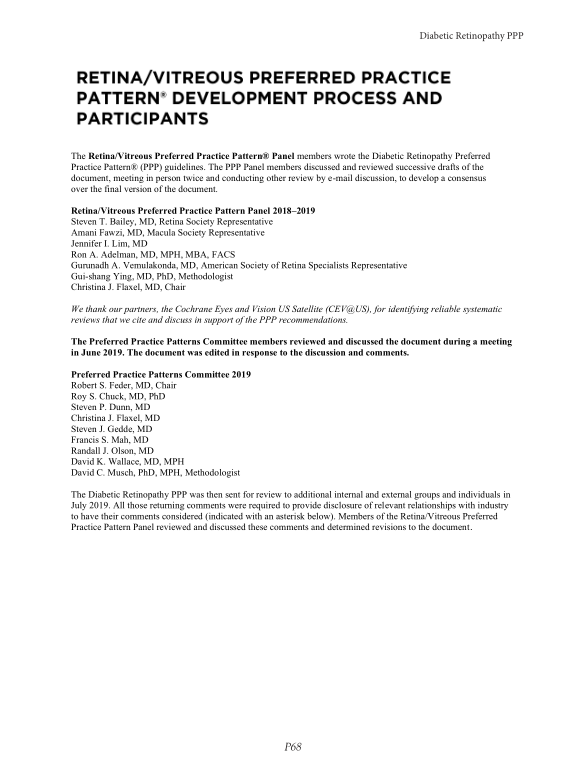 Diabetic Retinopathy PPP
RETINA/VITREOUS PREFERRED PRACTICE
PATTERN® DEVELOPMENT PROCESS AND
PARTICIPANTS
The Retina/Vitreous Preferred Practice Pattern® Panel members wrote the Diabetic Retinopathy Preferred
Practice Pattern® (PPP) guidelines. The PPP Panel members discussed and reviewed successive drafts of the
document, meeting in person twice and conducting other review by e-mail discussion, to develop a consensus
over the final version of the document.
Retina/Vitreous Preferred Practice Pattern Panel 2018–2019
Steven T. Bailey, MD, Retina Society Representative
Amani Fawzi, MD, Macula Society Representative
Jennifer I. Lim, MD
Ron A. Adelman, MD, MPH, MBA, FACS
Gurunadh A. Vemulakonda, MD, American Society of Retina Specialists Representative
Gui-shang Ying, MD, PhD, Methodologist
Christina J. Flaxel, MD, Chair
We thank our partners, the Cochrane Eyes and Vision US Satellite (CEV@US), for identifying reliable systematic
reviews that we cite and discuss in support of the PPP recommendations.
The Preferred Practice Patterns Committee members reviewed and discussed the document during a meeting
in June 2019. The document was edited in response to the discussion and comments.
Preferred Practice Patterns Committee 2019
Robert S. Feder, MD, Chair
Roy S. Chuck, MD, PhD
Steven P. Dunn, MD
Christina J. Flaxel, MD
Steven J. Gedde, MD
Francis S. Mah, MD
Randall J. Olson, MD
David K. Wallace, MD, MPH
David C. Musch, PhD, MPH, Methodologist
The Diabetic Retinopathy PPP was then sent for review to additional internal and external groups and individuals in
July 2019. All those returning comments were required to provide disclosure of relevant relationships with industry
to have their comments considered (indicated with an asterisk below). Members of the Retina/Vitreous Preferred
Practice Pattern Panel reviewed and discussed these comments and determined revisions to the document.
P68